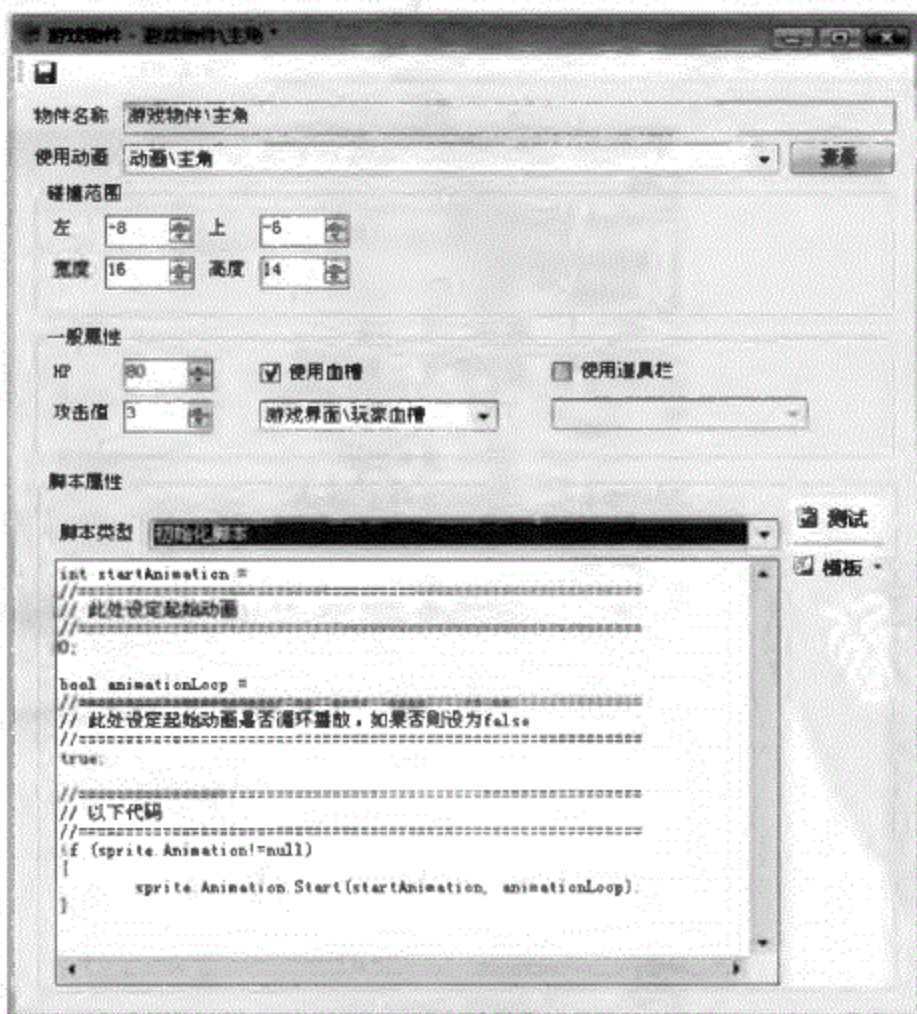 游戏物件 - 游戏物件\主角 *
物件名称 游戏物件\主角
使用动画 动画\主角 查看
碰撞范围
左 -8 上 -6
宽度 16 高度 14
一般属性
HP 80 使用血槽 使用道具栏
攻击值 3 游戏界面\玩家血槽
脚本属性
脚本类型 初始化脚本 测试
模板
int startAnimation =
//============================================================
// 此处设定起始动画
//============================================================
0;
bool animationLoop =
//============================================================
// 此处设定起始动画是否循环播放，如果否则设为false
//============================================================
true;
//============================================================
// 以下代码
//============================================================
if (sprite.Animation!=null)
{
sprite.Animation.Start(startAnimation, animationLoop);
}